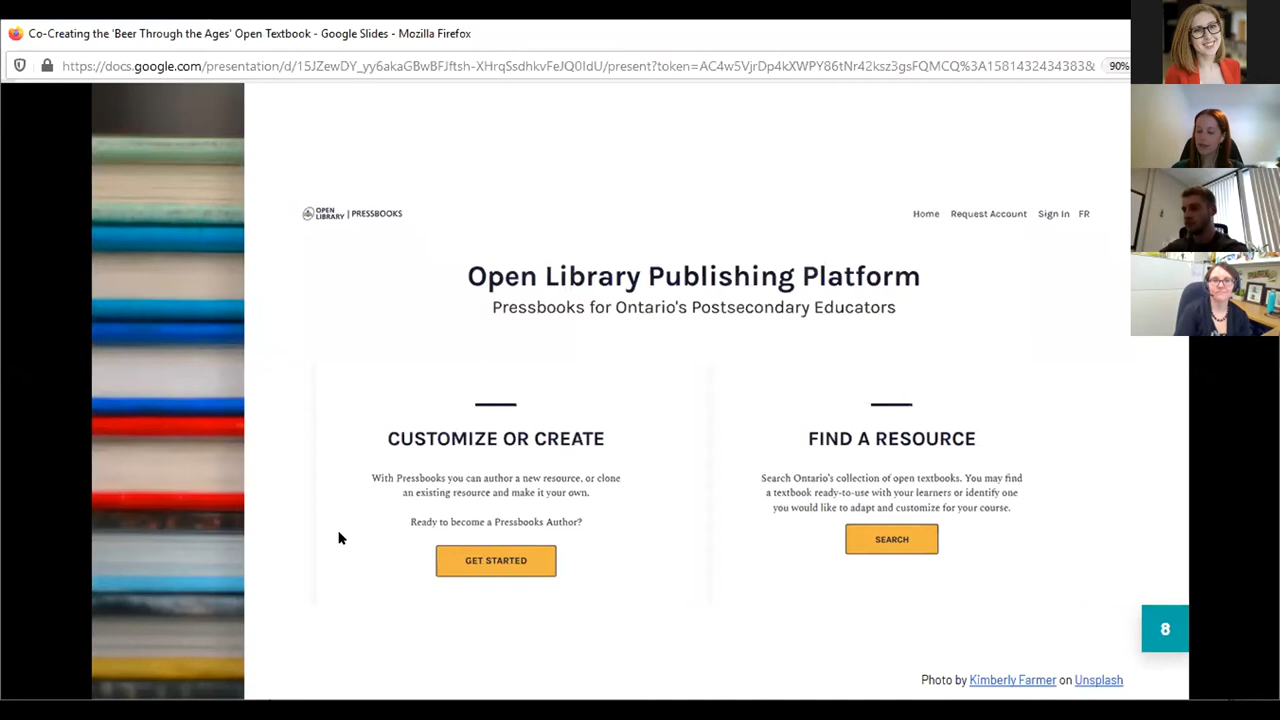 Co-Creating the 'Beer Through the Ages' Open Textbook - Google Slides - Mozilla Firefox
https://docs.google.com/presentation/d/15JZewDY_yy6akaGBwBFJftsh-XHrqSsdhkvFeJQ0IdU/present?token=AC4w5VjrDp4kXWPY86tNr42ksz3gsFQMCQ%3A1581432434383&
90%
OPEN LIBRARY | PRESSBOOKS
Home Request Account Sign In FR
Open Library Publishing Platform
Pressbooks for Ontario's Postsecondary Educators
CUSTOMIZE OR CREATE
With Pressbooks you can author a new resource, or clone
an existing resource and make it your own.
Ready to become a Pressbooks Author?
GET STARTED
FIND A RESOURCE
Search Ontario's collection of open textbooks. You may find
a textbook ready-to-use with your learners or identify one
you would like to adapt and customize for your course.
SEARCH
8
Photo by Kimberly Farmer on Unsplash